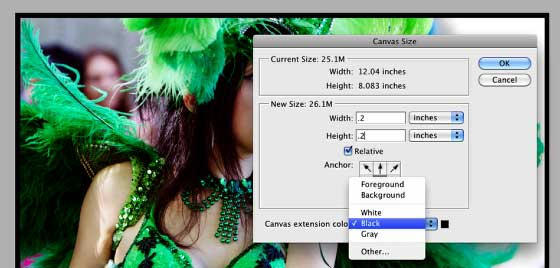 Canvas Size
Current Size: 25.1M
OK
Width: 12.04 inches
Cancel
Height: 8.083 inches
New Size: 26.1M
Width: .2 inches
Height: .2 inches
Relative
Anchor:
Foreground
Background
White
Canvas extension colo
✓ Black
Gray
Other...